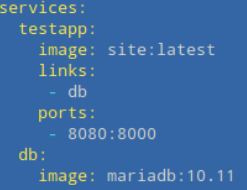 services:
  testapp:
    image: site:latest
    links:
      - db
    ports:
      - 8080:8000
  db:
    image: mariadb:10.11